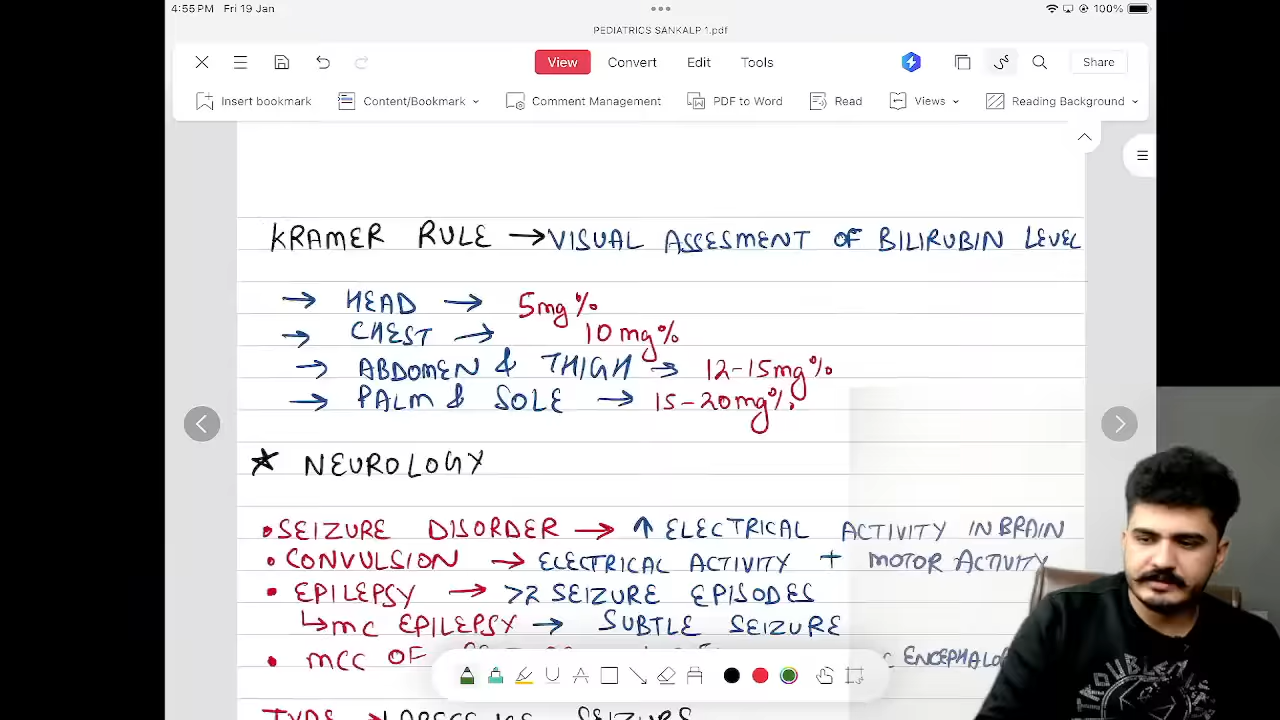 4:55 PM Fri 19 Jan
100%
PEDIATRICS SANKALP 1.pdf
View Convert Edit Tools Share
Insert bookmark Content/Bookmark Comment Management PDF to Word Read Views Reading Background
KRAMER RULE → VISUAL ASSESMENT OF BILIRUBIN LEVEL
→ HEAD → 5mg%
→ CHEST → 10 mg%
→ ABDOMEN & THIGH → 12-15mg%
→ PALM & SOLE → 15-20mg%
★ NEUROLOGY
• SEIZURE DISORDER → ↑ ELECTRICAL ACTIVITY IN BRAIN
• CONVULSION → ELECTRICAL ACTIVITY + MOTOR ACTIVITY
• EPILEPSY → >2 SEIZURE EPISODES
↳ MC EPILEPSY → SUBTLE SEIZURE
• MCC OF